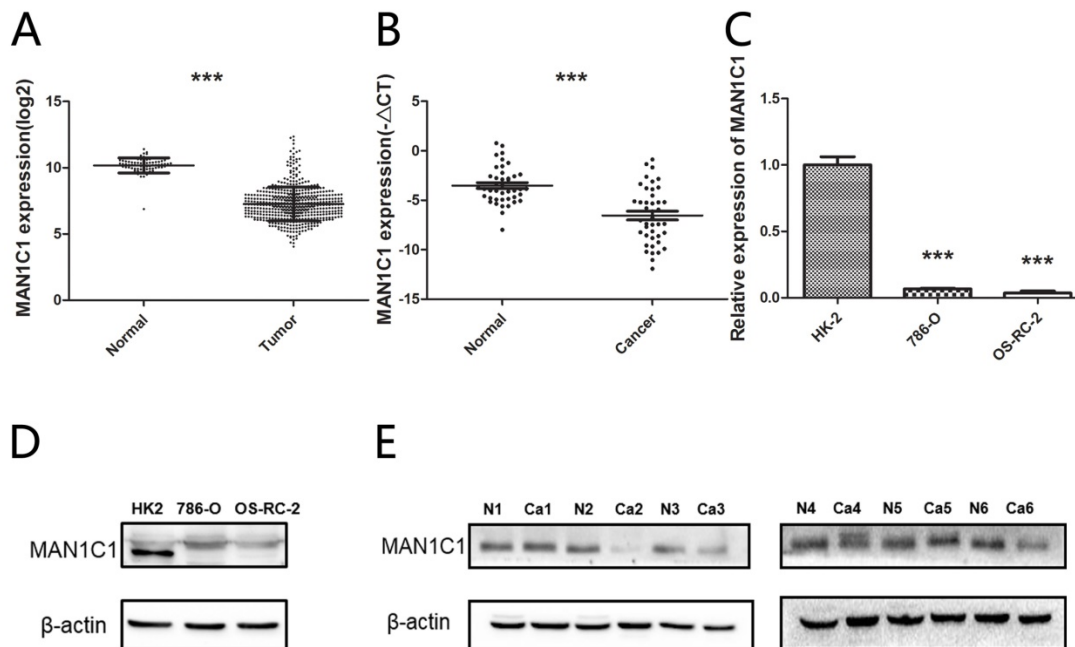 A
MAN1C1 expression(log2)
***
15
10
5
0
Normal
Tumor
B
MAN1C1 expression(-△CT)
***
5
0
-5
-10
-15
Normal
Cancer
C
Relative expression of MAN1C1
1.5
1.0
0.5
0.0
***
***
HK-2
786-O
OS-RC-2
D
HK2 786-O OS-RC-2
MAN1C1
β-actin
E
N1 Ca1 N2 Ca2 N3 Ca3
N4 Ca4 N5 Ca5 N6 Ca6
MAN1C1
β-actin